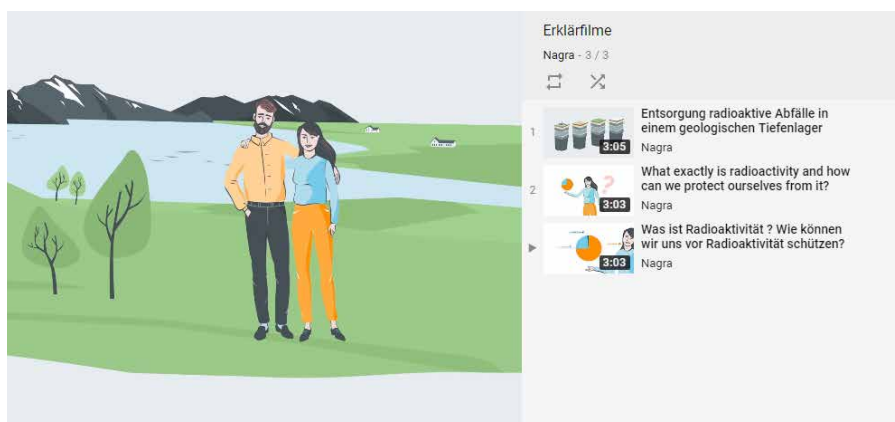 Erklärfilme
Nagra - 3 / 3
1
Entsorgung radioaktive Abfälle in
einem geologischen Tiefenlager
3:05
Nagra
2
What exactly is radioactivity and how
can we protect ourselves from it?
3:03
Nagra
Was ist Radioaktivität ? Wie können
wir uns vor Radioaktivität schützen?
3:03
Nagra